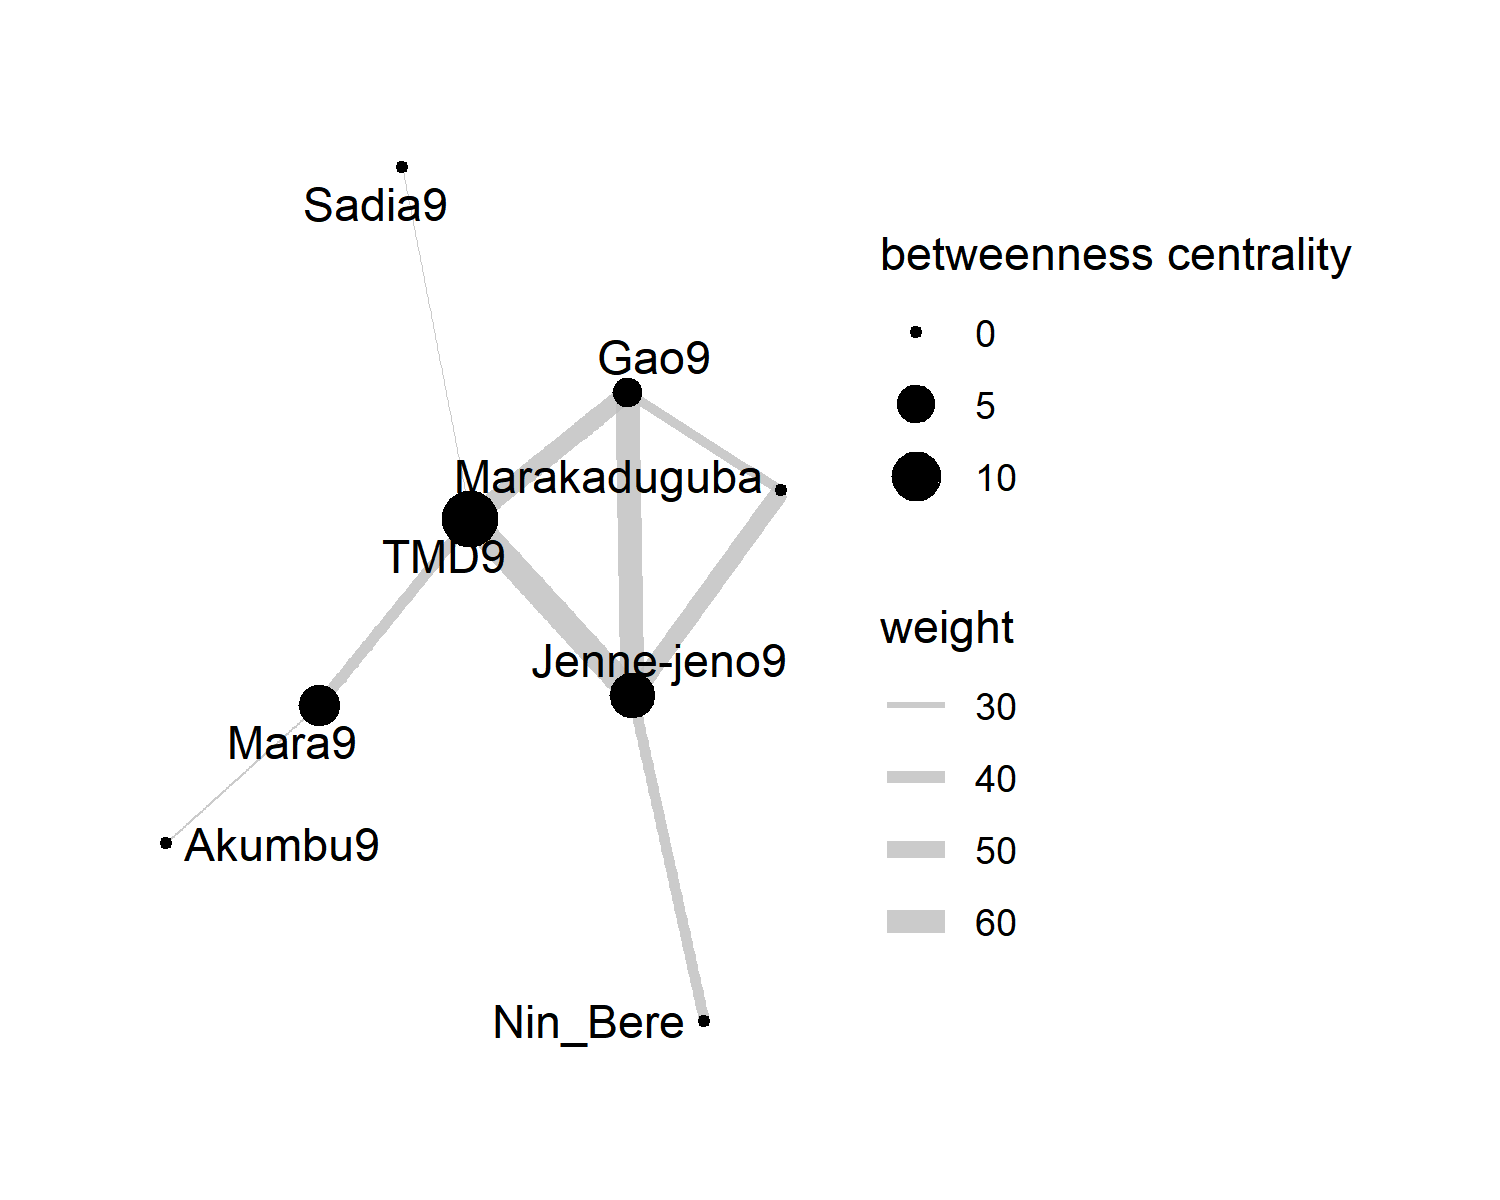 Sadia9
Gao9
Marakaduguba
TMD9
Jenne-jeno9
Mara9
Akumbu9
Nin_Bere
betweenness centrality
0
5
10
weight
30
40
50
60